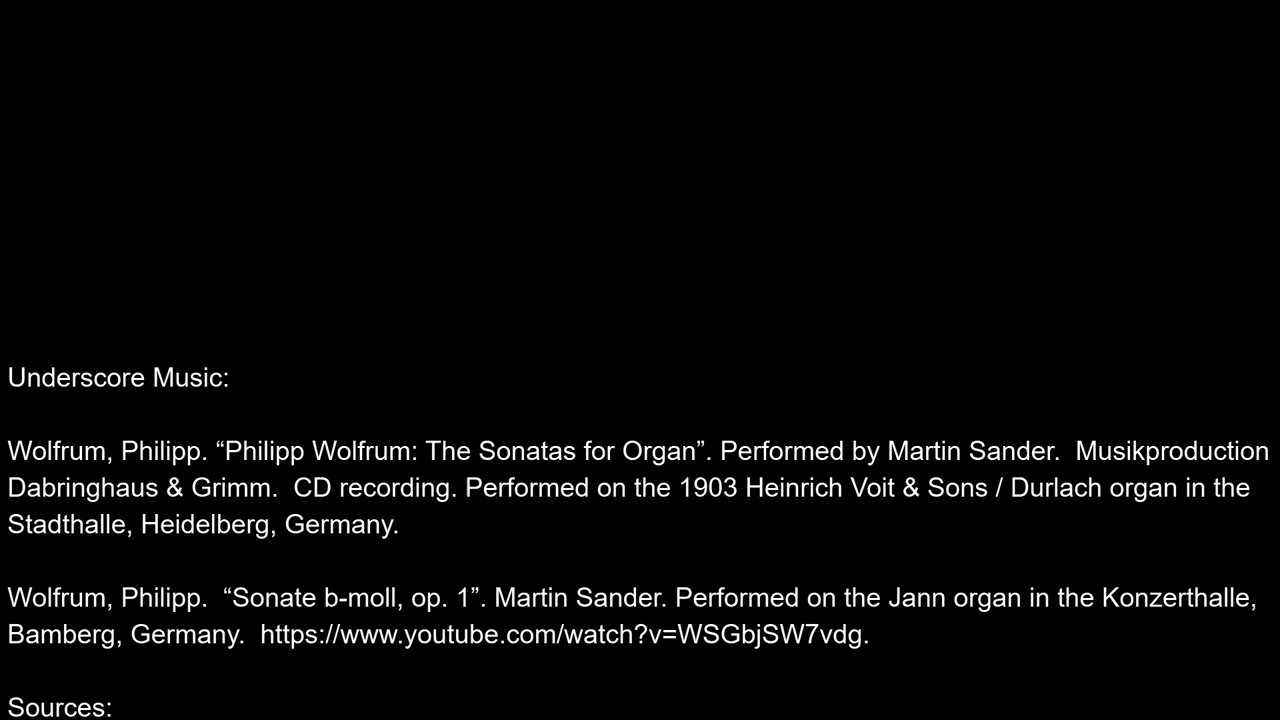 Underscore Music:
Wolfrum, Philipp. “Philipp Wolfrum: The Sonatas for Organ”. Performed by Martin Sander.  Musikproduction
Dabringhaus & Grimm.  CD recording. Performed on the 1903 Heinrich Voit & Sons / Durlach organ in the
Stadthalle, Heidelberg, Germany.
Wolfrum, Philipp.  “Sonate b-moll, op. 1”. Martin Sander. Performed on the Jann organ in the Konzerthalle,
Bamberg, Germany.  https://www.youtube.com/watch?v=WSGbjSW7vdg.
Sources: